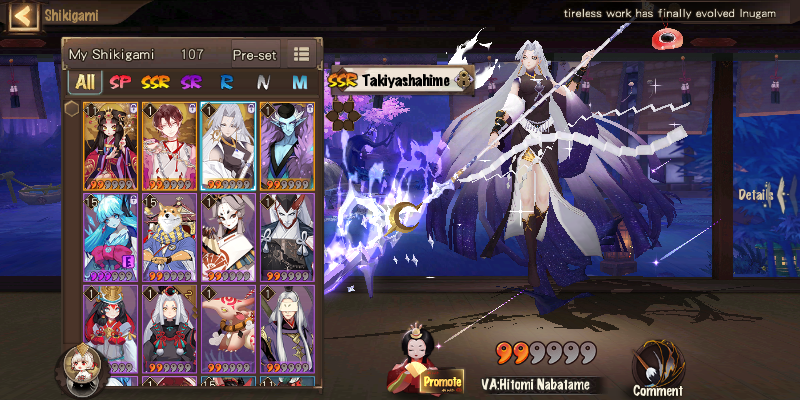 Shikigami
tireless work has finally evolved Inugam
My Shikigami 107 Pre-set
All SP SSR SR R N M
SSR Takiyashahime
Details
Promote
VA:Hitomi Nabatame
Comment